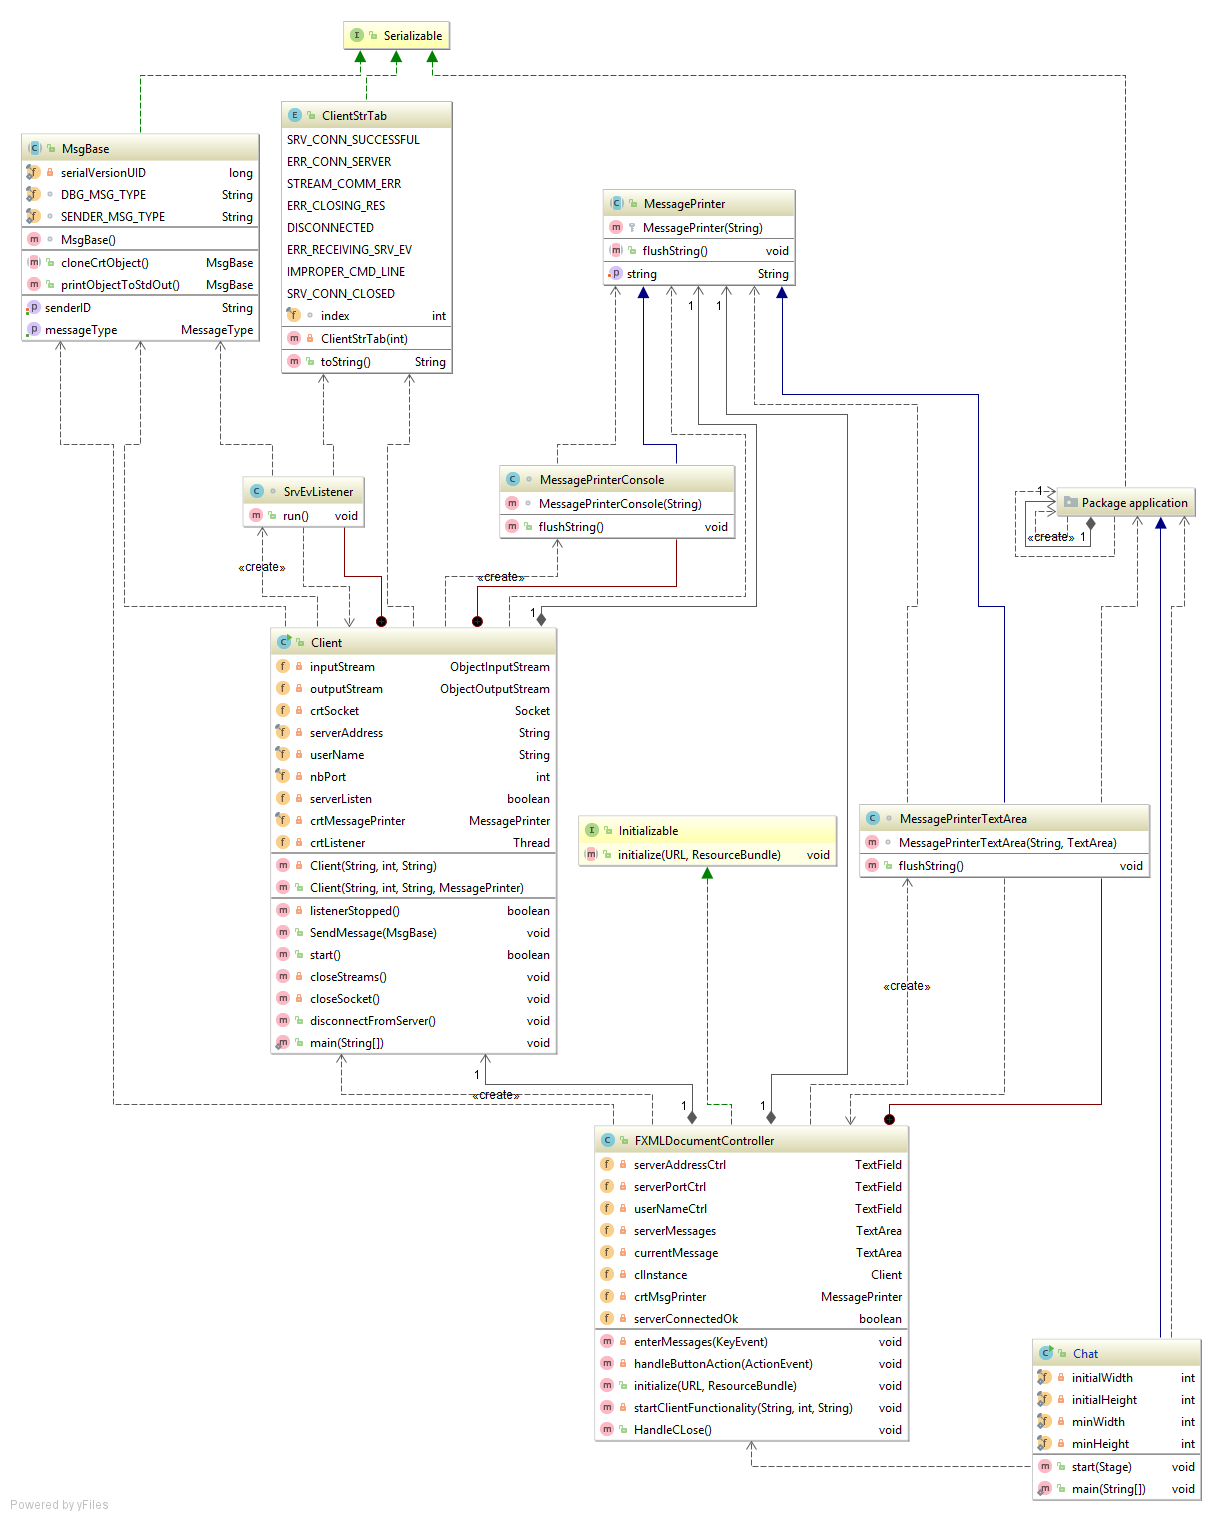 Serializable
ClientStrTab
SRV_CONN_SUCCESSFUL
ERR_CONN_SERVER
STREAM_COMM_ERR
ERR_CLOSING_RES
DISCONNECTED
ERR_RECEIVING_SRV_EV
IMPROPER_CMD_LINE
SRV_CONN_CLOSED
index int
ClientStrTab(int)
toString() String
MsgBase
serialVersionUID long
DBG_MSG_TYPE String
SENDER_MSG_TYPE String
MsgBase()
cloneCrtObject() MsgBase
printObjectToStdOut() MsgBase
senderID String
messageType MessageType
MessagePrinter
MessagePrinter(String)
flushString() void
string String
1 1
SrvEvListener
run() void
MessagePrinterConsole
MessagePrinterConsole(String)
flushString() void
Package application
1
«create» 1
«create»
«create»
1
Client
inputStream ObjectInputStream
outputStream ObjectOutputStream
crtSocket Socket
serverAddress String
userName String
nbPort int
serverListen boolean
crtMessagePrinter MessagePrinter
crtListener Thread
Client(String, int, String)
Client(String, int, String, MessagePrinter)
listenerStopped() boolean
SendMessage(MsgBase) void
start() boolean
closeStreams() void
closeSocket() void
disconnectFromServer() void
main(String[]) void
Initializable
initialize(URL, ResourceBundle) void
MessagePrinterTextArea
MessagePrinterTextArea(String, TextArea)
flushString() void
«create»
1
«create»
1 1
FXMLDocumentController
serverAddressCtrl TextField
serverPortCtrl TextField
userNameCtrl TextField
serverMessages TextArea
currentMessage TextArea
clInstance Client
crtMsgPrinter MessagePrinter
serverConnectedOk boolean
enterMessages(KeyEvent) void
handleButtonAction(ActionEvent) void
initialize(URL, ResourceBundle) void
startClientFunctionality(String, int, String) void
HandleCLose() void
Chat
initialWidth int
initialHeight int
minWidth int
minHeight int
start(Stage) void
main(String[]) void
Powered by yFiles